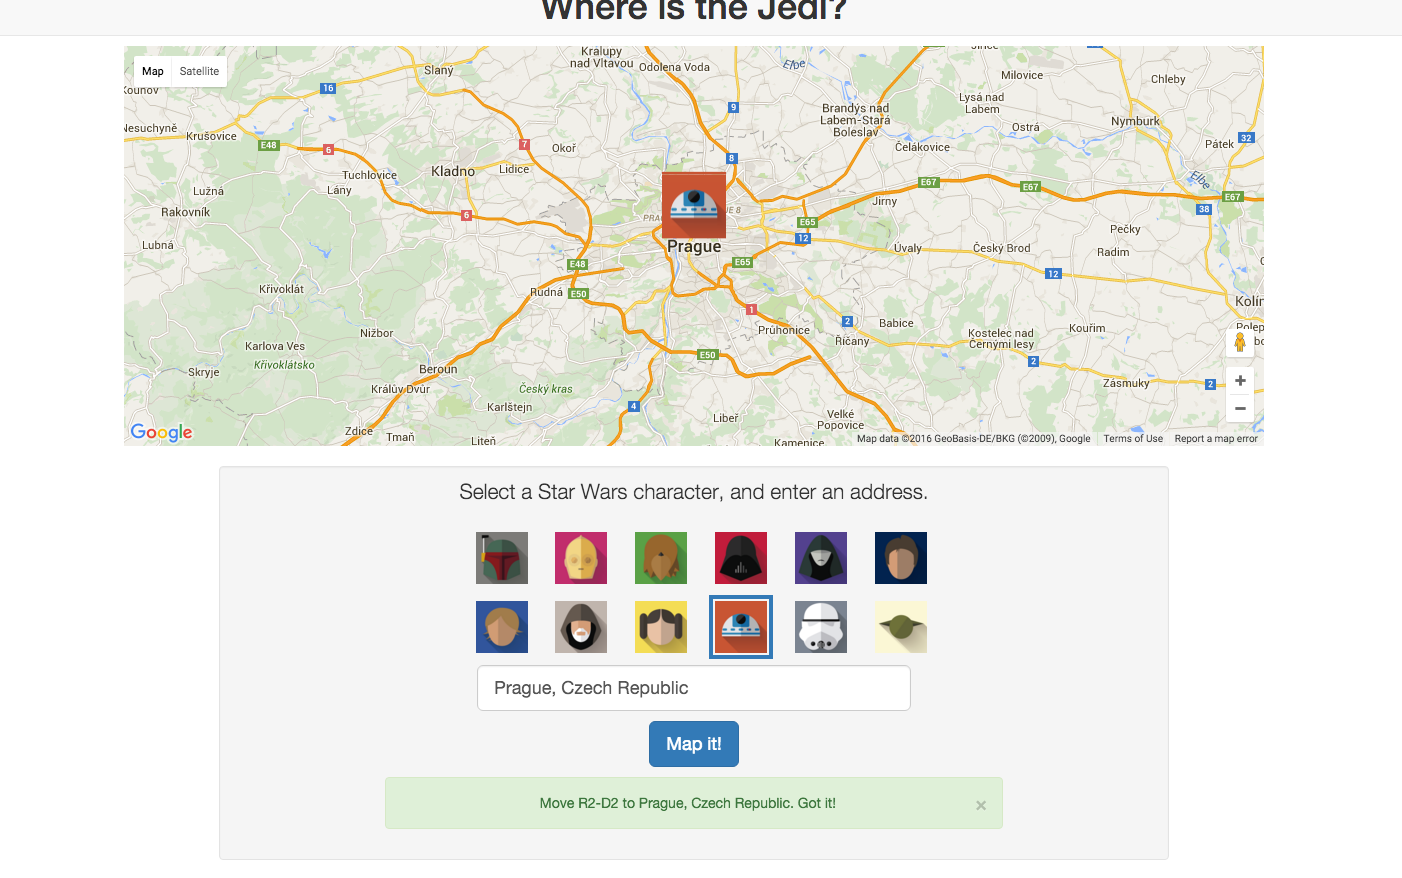 Where is the Jedi?
Map
Satellite
Slaný
Kralupy
nad Vltavou
Odolena Voda
Elbe
Jiřice
Milovice
Chleby
Kounov
16
9
Lysá nad
Labem
Brandýs nad
Labem-Stará
Boleslav
Nymburk
Ostrá
32
Nesuchyně
Krušovice
E48
6
7
Okoř
8
Čelákovice
Pátek
Tuchlovice
Kladno
Lidice
Elbe
Lužná
Lány
E67
E67
E67
Jirny
38
Rakovník
6
E65
12
Pečky
Lubná
Prague
Úvaly
Český Brod
Radim
E48
E65
12
Křivoklát
Rudná
E50
Kolín
1
2
Babice
Průhonice
Nižbor
Říčany
Kostelec nad
Černými lesy
Kouřim
Karlova Ves
Křivoklátsko
Skryje
E50
2
Beroun
Zásmuky
2
Králův Dvůr
Český kras
Karlštejn
4
Libeř
Velké
Popovice
Zdice
Tmaň
Liteň
Kamenice
Google
Map data ©2016 GeoBasis-DE/BKG (©2009), Google
Terms of Use
Report a map error
+
−
Select a Star Wars character, and enter an address.
Prague, Czech Republic
Map it!
Move R2-D2 to Prague, Czech Republic. Got it!
×